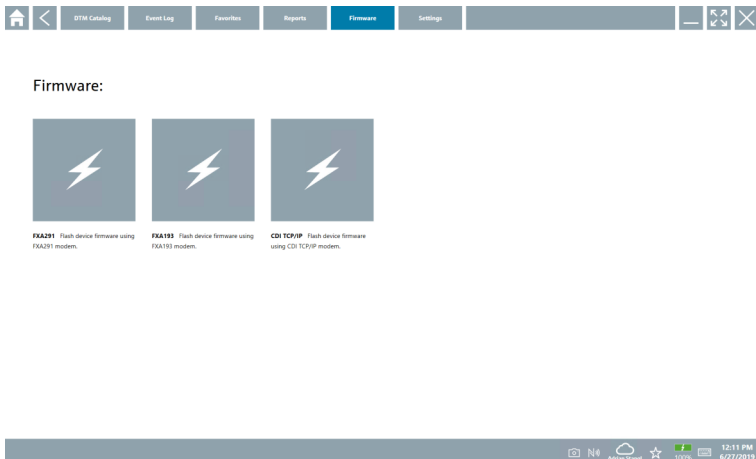 DTM Catalog
Event Log
Favorites
Reports
Firmware
Settings
Firmware:
FXA291 Flash device firmware using
FXA291 modem.
FXA193 Flash device firmware using
FXA193 modem.
CDI TCP/IP Flash device firmware
using CDI TCP/IP modem.
100%
12:11 PM
6/27/2019